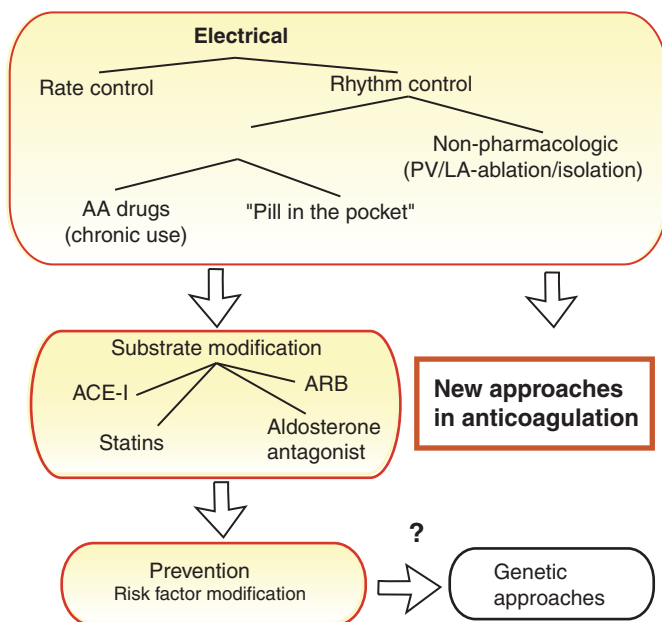 Electrical
Rate control
Rhythm control
Non-pharmacologic
(PV/LA-ablation/isolation)
AA drugs
(chronic use)
"Pill in the pocket"
Substrate modification
ACE-I
ARB
Statins
Aldosterone
antagonist
New approaches
in anticoagulation
Prevention
Risk factor modification
?
Genetic
approaches